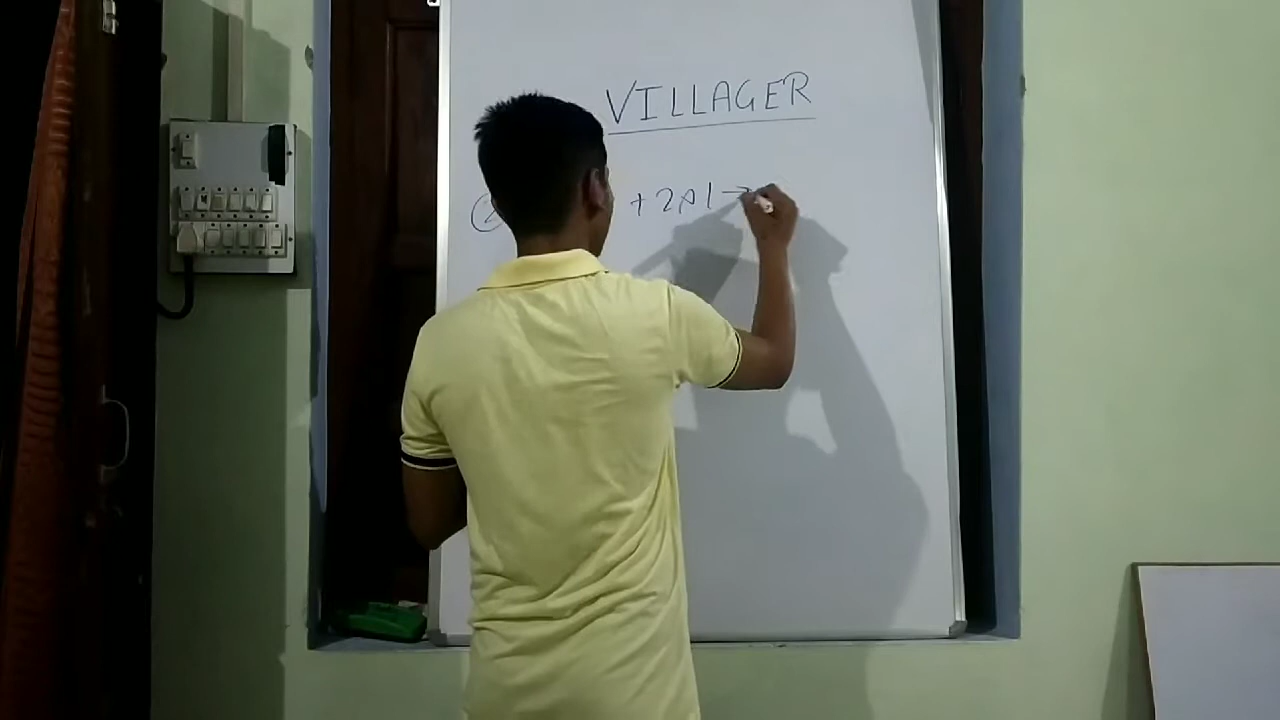 VILLAGER
+ 2Al →